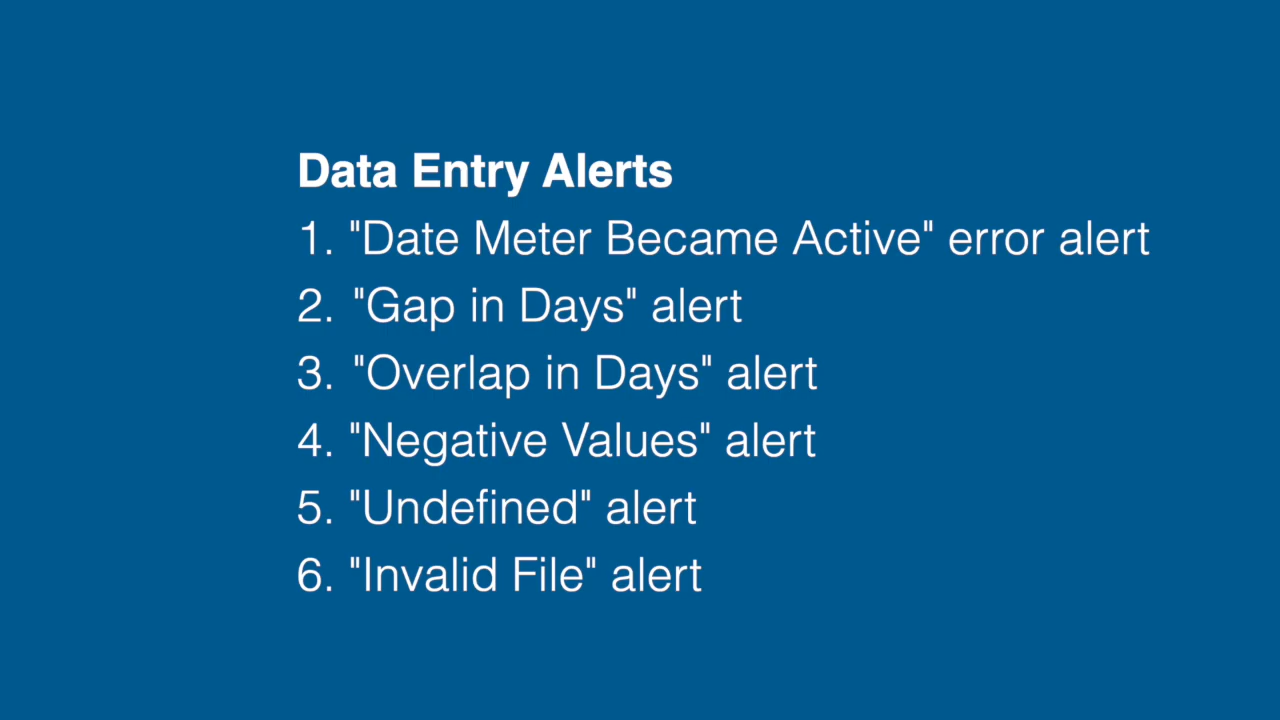 Data Entry Alerts
1. "Date Meter Became Active" error alert
2. "Gap in Days" alert
3. "Overlap in Days" alert
4. "Negative Values" alert
5. "Undefined" alert
6. "Invalid File" alert